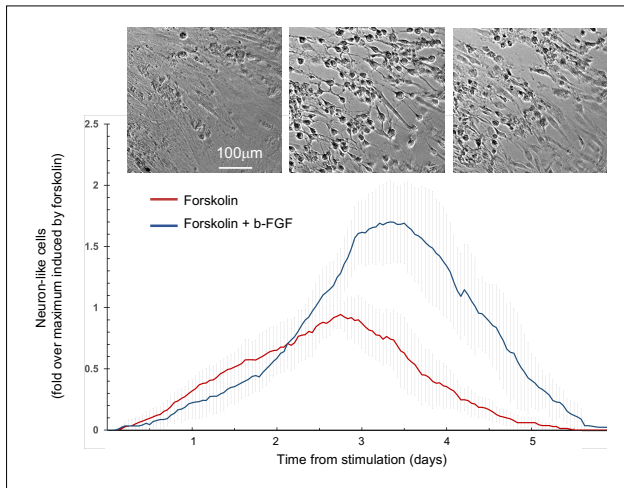 100μm
2.5
2
1.5
1
0.5
0
Forskolin
Forskolin + b-FGF
Neuron-like cells
(fold over maximum induced by forskolin)
1 2 3 4 5
Time from stimulation (days)